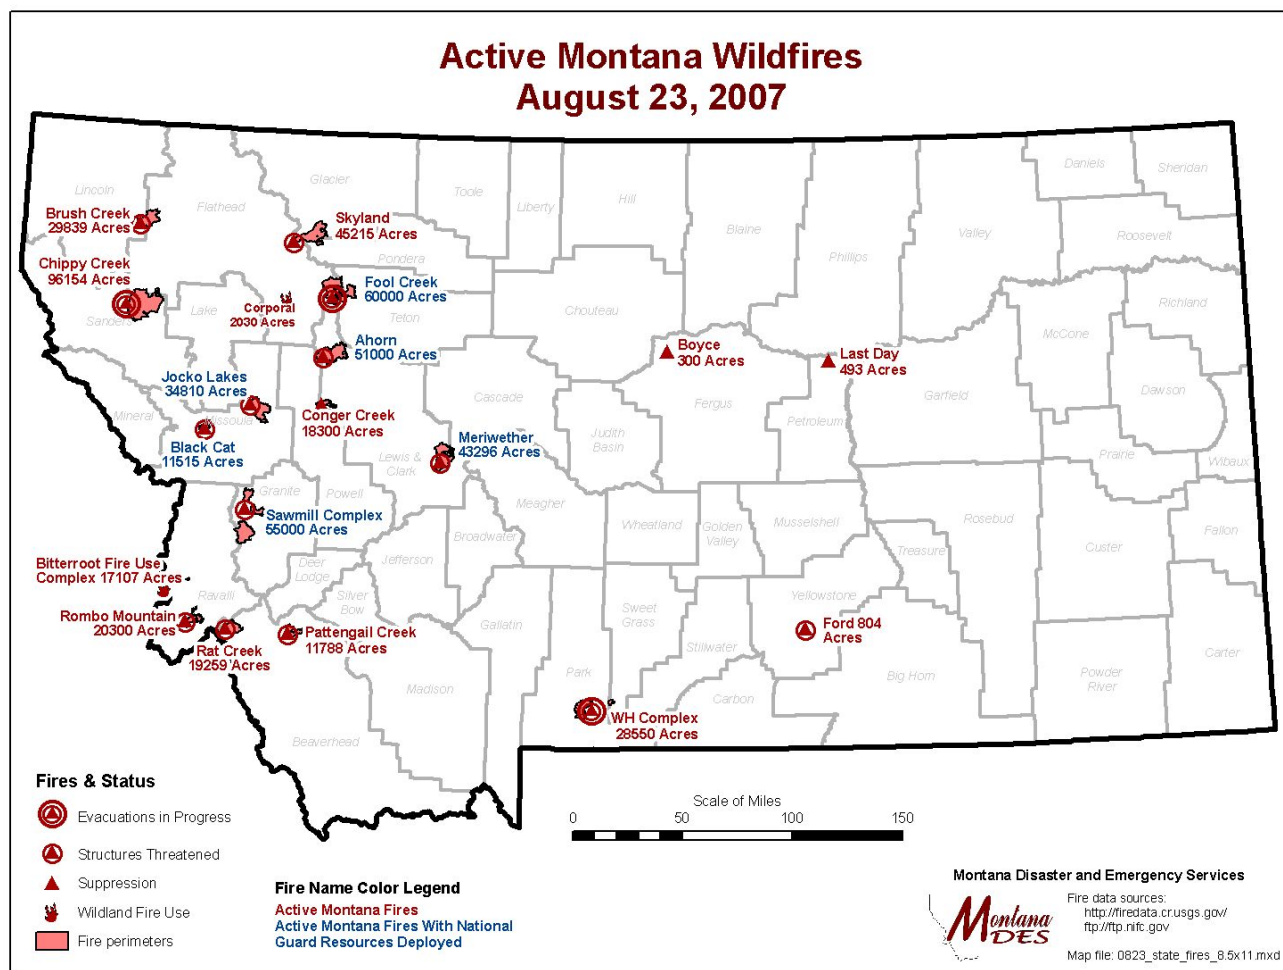 Active Montana Wildfires
August 23, 2007
Lincoln
Flathead
Glacier
Toole
Liberty
Hill
Blaine
Phillips
Valley
Daniels
Sheridan
Roosevelt
Richland
Brush Creek
29839 Acres
Skyland
45215 Acres
Pondera
Chippy Creek
96154 Acres
Sanders
Lake
Corporal
2030 Acres
Fool Creek
60000 Acres
Teton
Chouteau
McCone
Dawson
Ahorn
51000 Acres
Boyce
300 Acres
Last Day
493 Acres
Garfield
Jocko Lakes
34810 Acres
Mineral
Missoula
Cascade
Fergus
Petroleum
Conger Creek
18300 Acres
Black Cat
11515 Acres
Lewis &
Clark
Meriwether
43296 Acres
Judith
Basin
Prairie
Wibaux
Granite
Powell
Sawmill Complex
55000 Acres
Meagher
Wheatland
Golden
Valley
Musselshell
Rosebud
Fallon
Custer
Treasure
Broadwater
Jefferson
Deer
Lodge
Silver
Bow
Bitterroot Fire Use
Complex 17107 Acres
Ravalli
Rombo Mountain
20300 Acres
Rat Creek
19259 Acres
Pattengail Creek
11788 Acres
Gallatin
Sweet
Grass
Yellowstone
Ford 804
Acres
Stillwater
Park
Carbon
Big Horn
Powder
River
Carter
Madison
Beaverhead
WH Complex
28550 Acres
Fires & Status
Evacuations in Progress
Structures Threatened
Suppression
Wildland Fire Use
Fire perimeters
Fire Name Color Legend
Active Montana Fires
Active Montana Fires With National
Guard Resources Deployed
Scale of Miles
0 50 100 150
Montana Disaster and Emergency Services
Montana
DES
Fire data sources:
http://firedata.cr.usgs.gov/
ftp://ftp.nifc.gov
Map file: 0823_state_fires_8.5x11.mxd